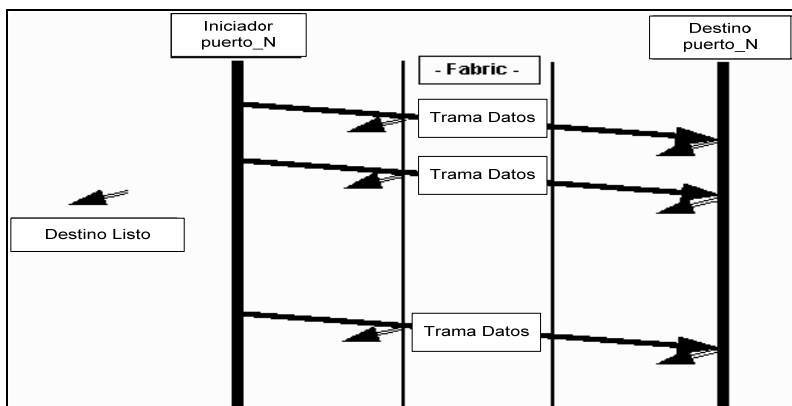 Iniciador
puerto_N
Destino
puerto_N
- Fabric -
Trama Datos
Trama Datos
Destino Listo
Trama Datos